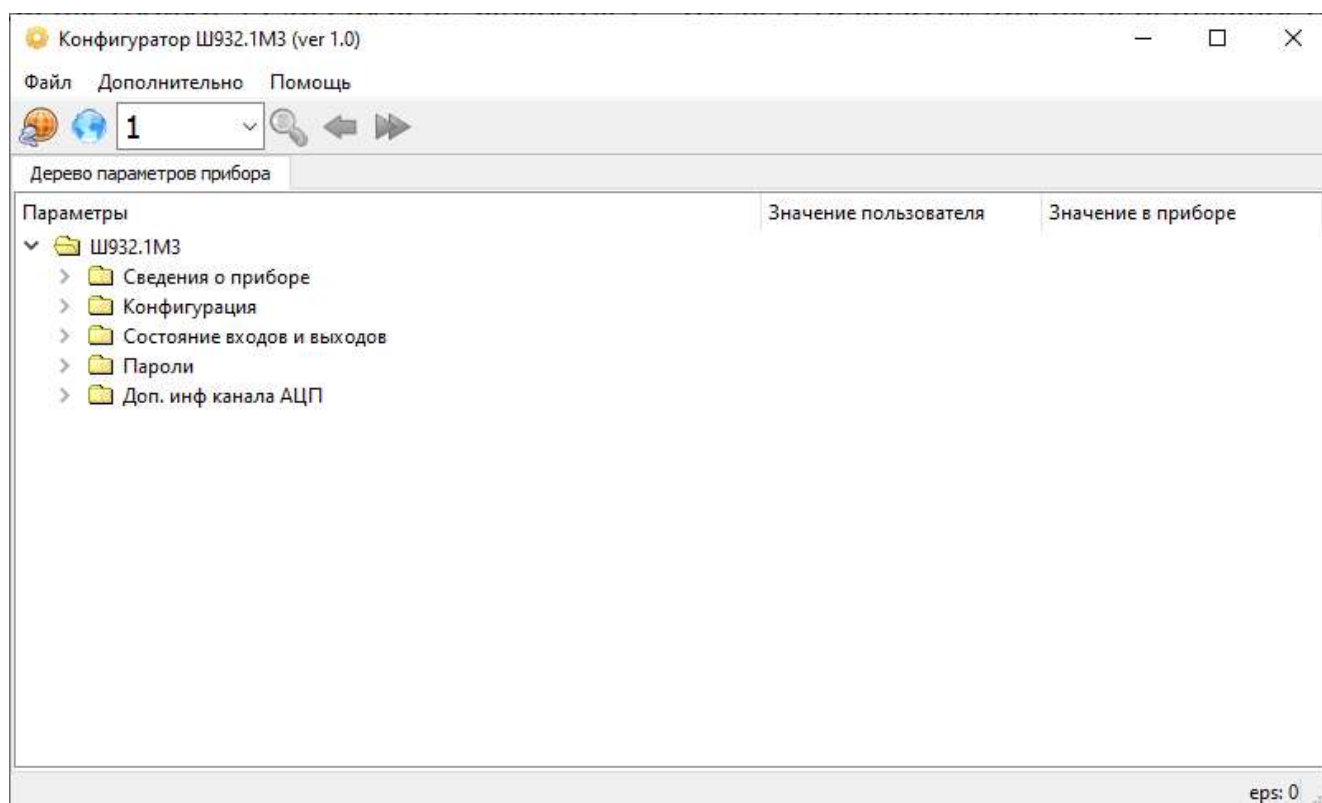 Конфигуратор Ш932.1М3 (ver 1.0)
Файл Дополнительно Помощь
1
Дерево параметров прибора
Параметры Значение пользователя Значение в приборе
Ш932.1М3
Сведения о приборе
Конфигурация
Состояние входов и выходов
Пароли
Доп. инф канала АЦП
eps: 0